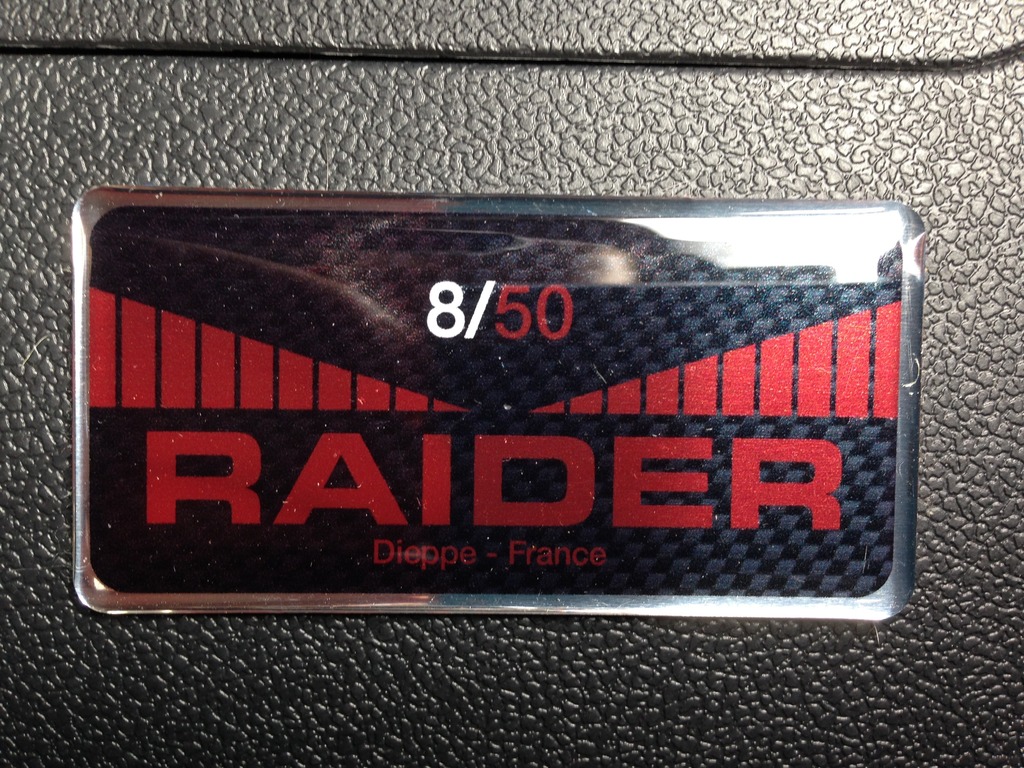 8/50
RAIDER
Dieppe - France